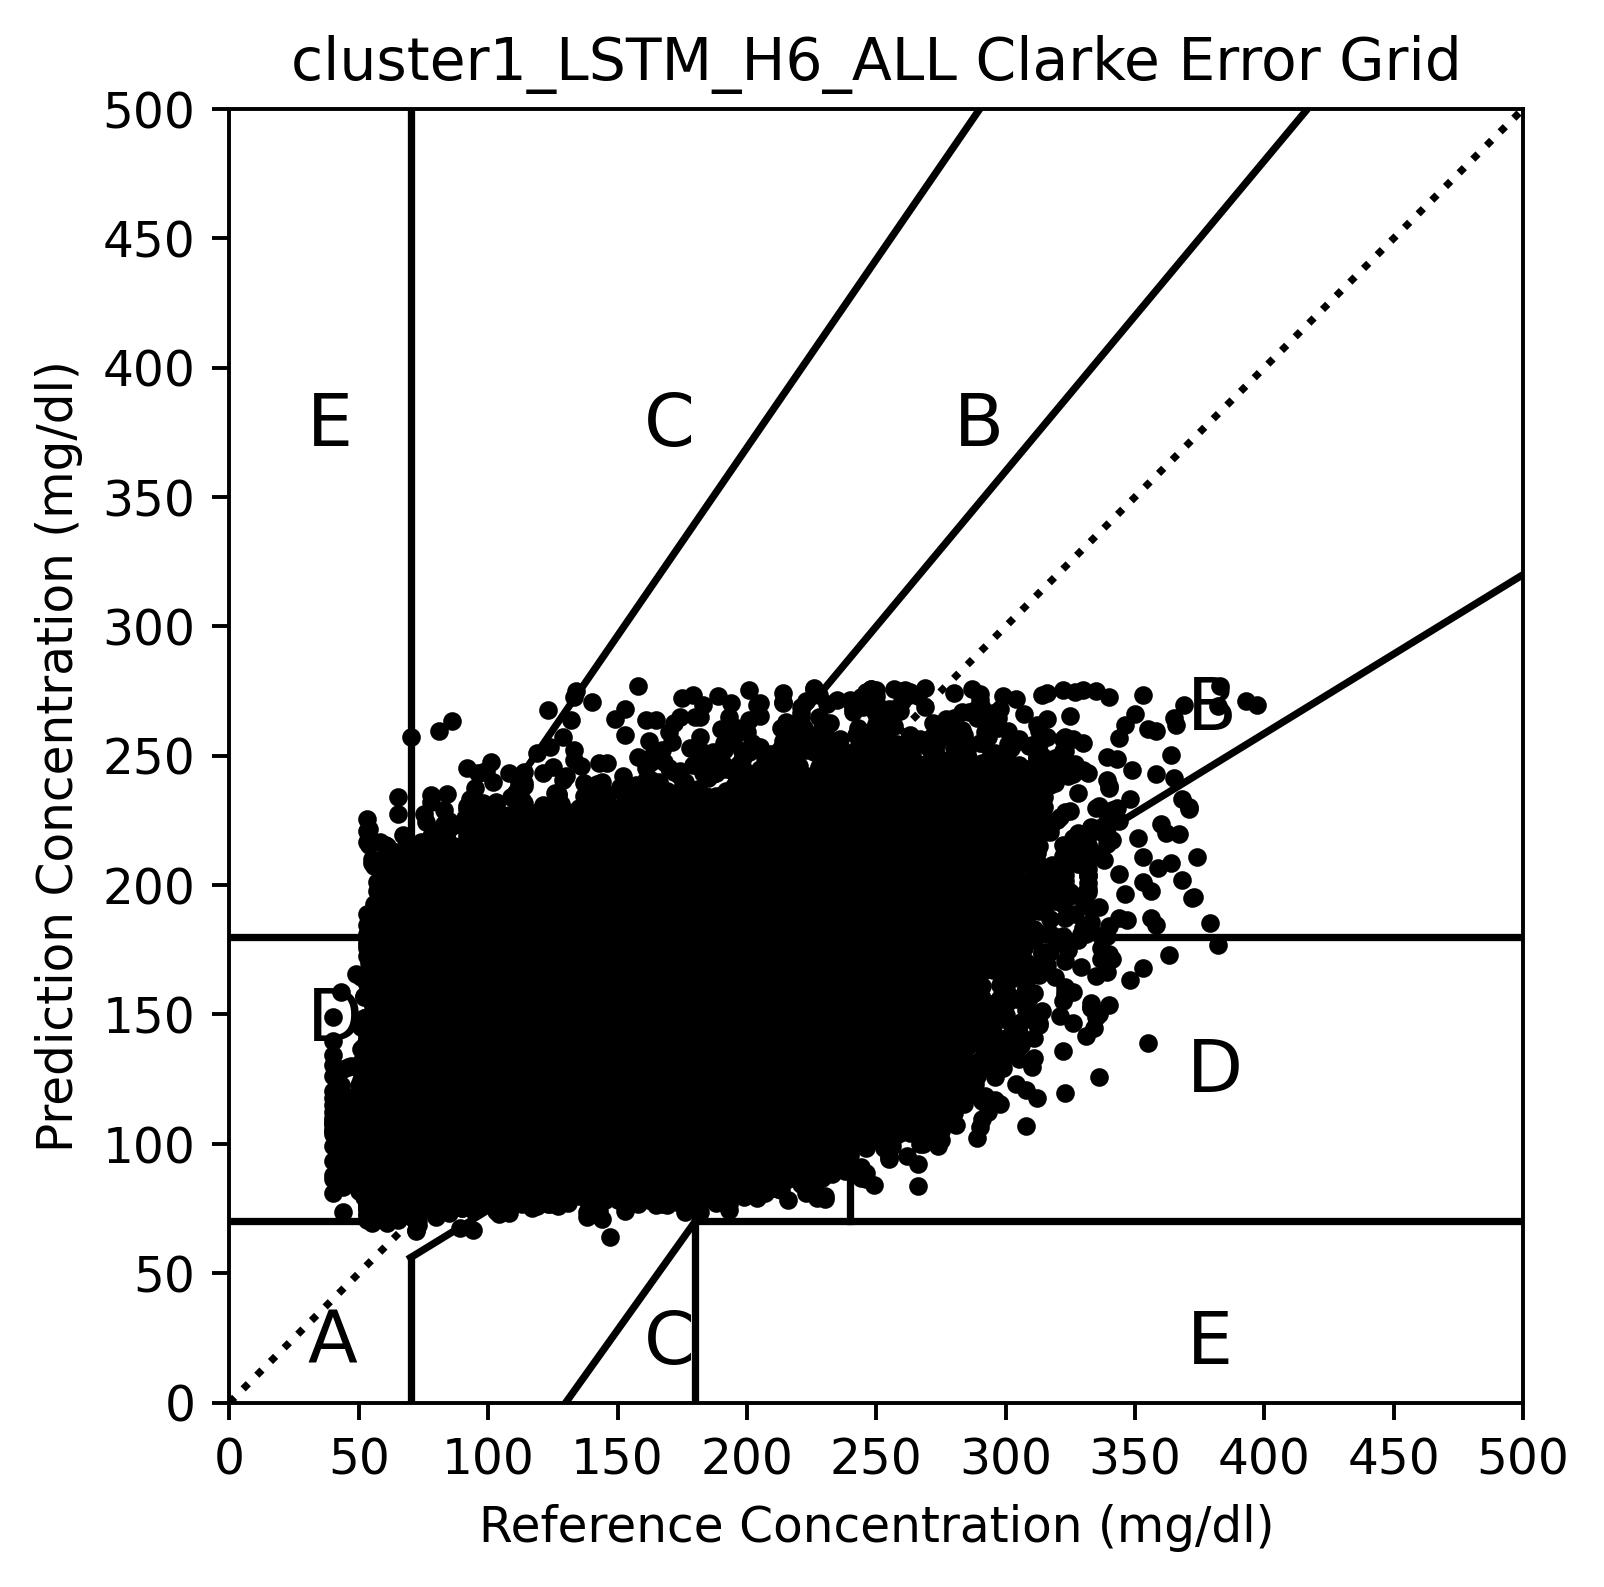 cluster1_LSTM_H6_ALL Clarke Error Grid
500
450
400
350
300
250
200
150
100
50
0
Prediction Concentration (mg/dl)
E
C
B
B
D
D
A
C
E
0
50
100
150
200
250
300
350
400
450
500
Reference Concentration (mg/dl)